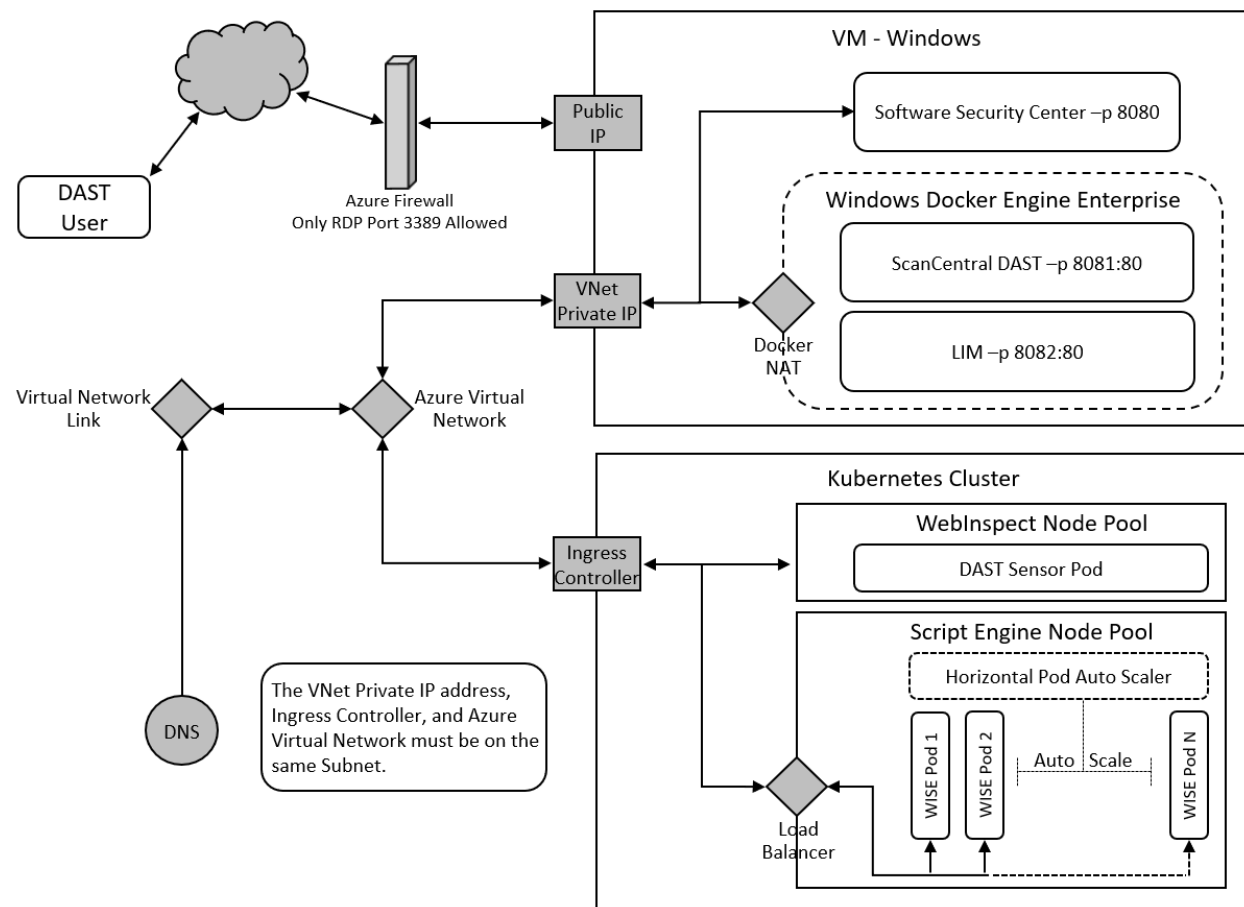 VM - Windows
Software Security Center –p 8080
Public
IP
DAST
User
Azure Firewall
Only RDP Port 3389 Allowed
Windows Docker Engine Enterprise
ScanCentral DAST –p 8081:80
LIM –p 8082:80
VNet
Private IP
Docker
NAT
Virtual Network
Link
Azure Virtual
Network
Kubernetes Cluster
WebInspect Node Pool
DAST Sensor Pod
Ingress
Controller
Script Engine Node Pool
Horizontal Pod Auto Scaler
WISE Pod 1
WISE Pod 2
Auto Scale
WISE Pod N
Load
Balancer
The VNet Private IP address,
Ingress Controller, and Azure
Virtual Network must be on the
same Subnet.
DNS